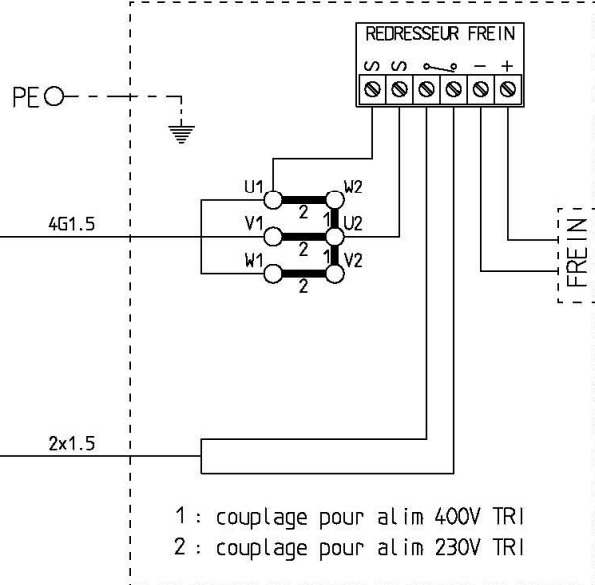 REDRESSEUR FREIN
S S - +
PE
U1 W2
2
1
4G1.5
V1 U2
2
1
W1 V2
2
FREIN
2x1.5
1 : couplage pour alim 400V TRI
2 : couplage pour alim 230V TRI